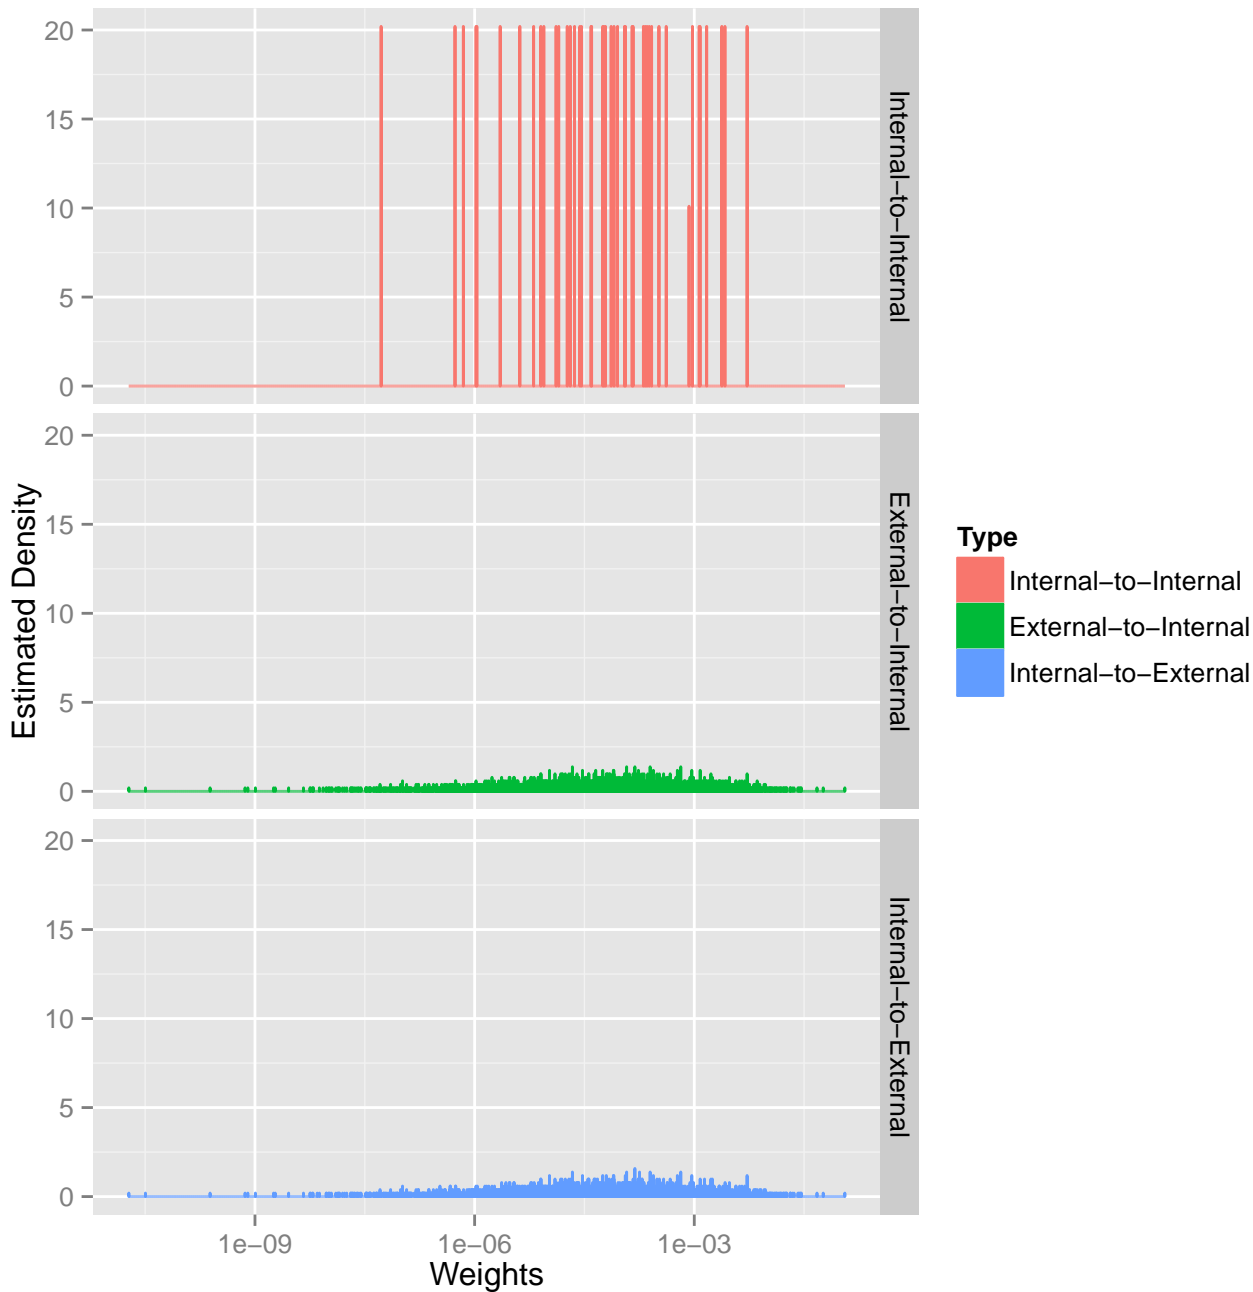 Estimated Density
20
15
10
5
0
Internal−to−Internal
20
15
10
5
0
External−to−Internal
20
15
10
5
0
Internal−to−External
1e−09
1e−06
1e−03
Weights
Type
Internal−to−Internal
External−to−Internal
Internal−to−External